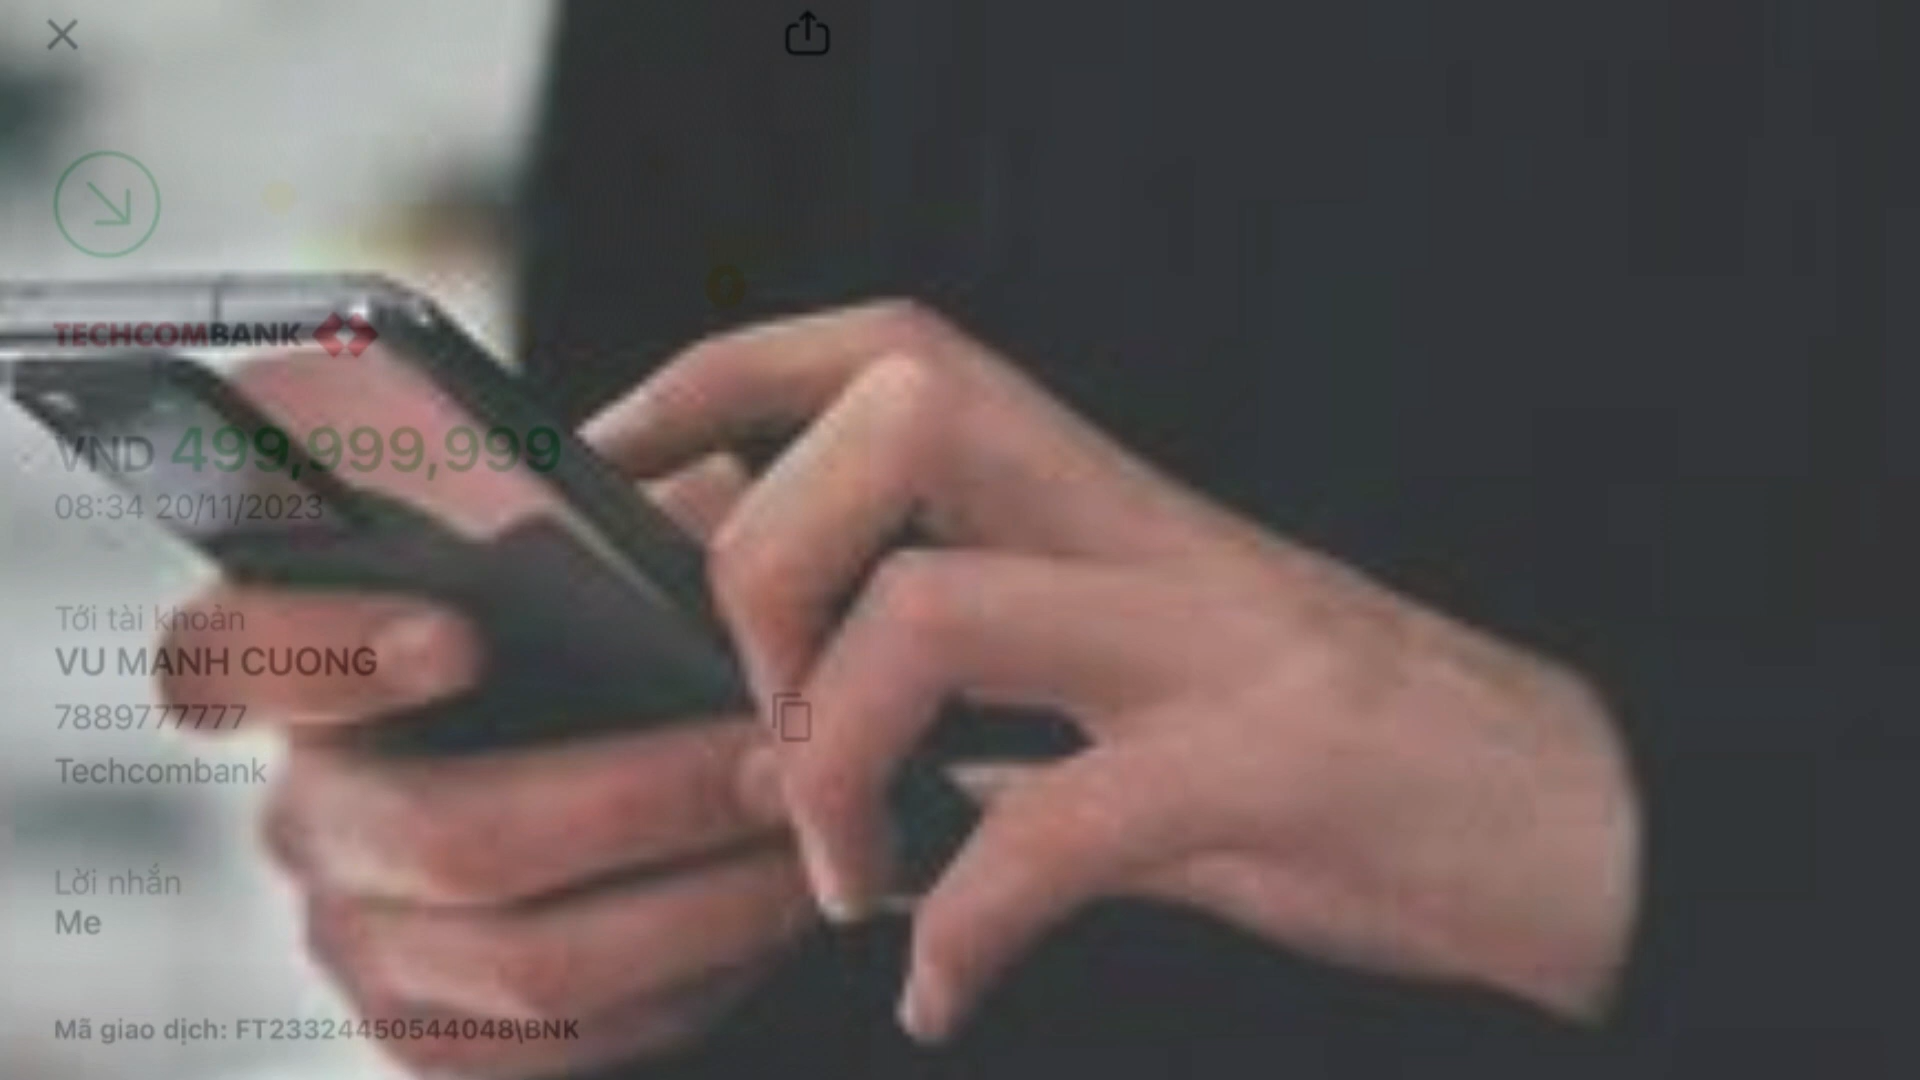 TECHCOMBANK
VND 499,999,999
08:34 20/11/2023
Tới tài khoản
VU MANH CUONG
7889777777
Techcombank
Lời nhắn
Me
Mã giao dịch: FT23324450544048\BNK